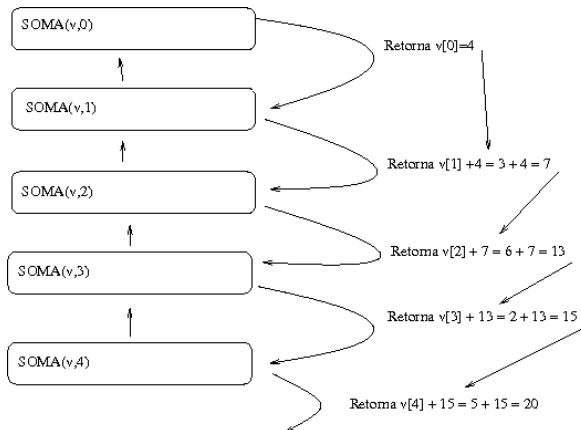 SOMA(v,0)
Retorna v[0]=4
SOMA(v,1)
Retorna v[1] +4 = 3 + 4 = 7
SOMA(v,2)
Retorna v[2] + 7 = 6 + 7 = 13
SOMA(v,3)
Retorna v[3] + 13 = 2 + 13 = 15
SOMA(v,4)
Retorna v[4] + 15 = 5 + 15 = 20